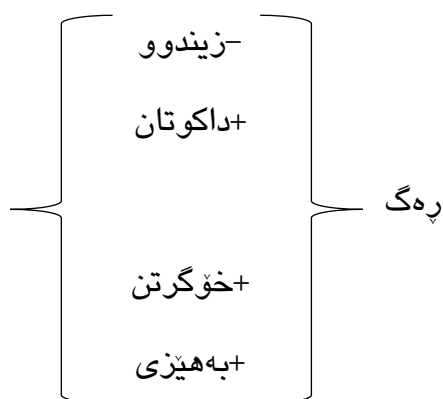 –زیندوو
+داکوتان
ڕەگ
+خۆگرتن
+بەهێزی